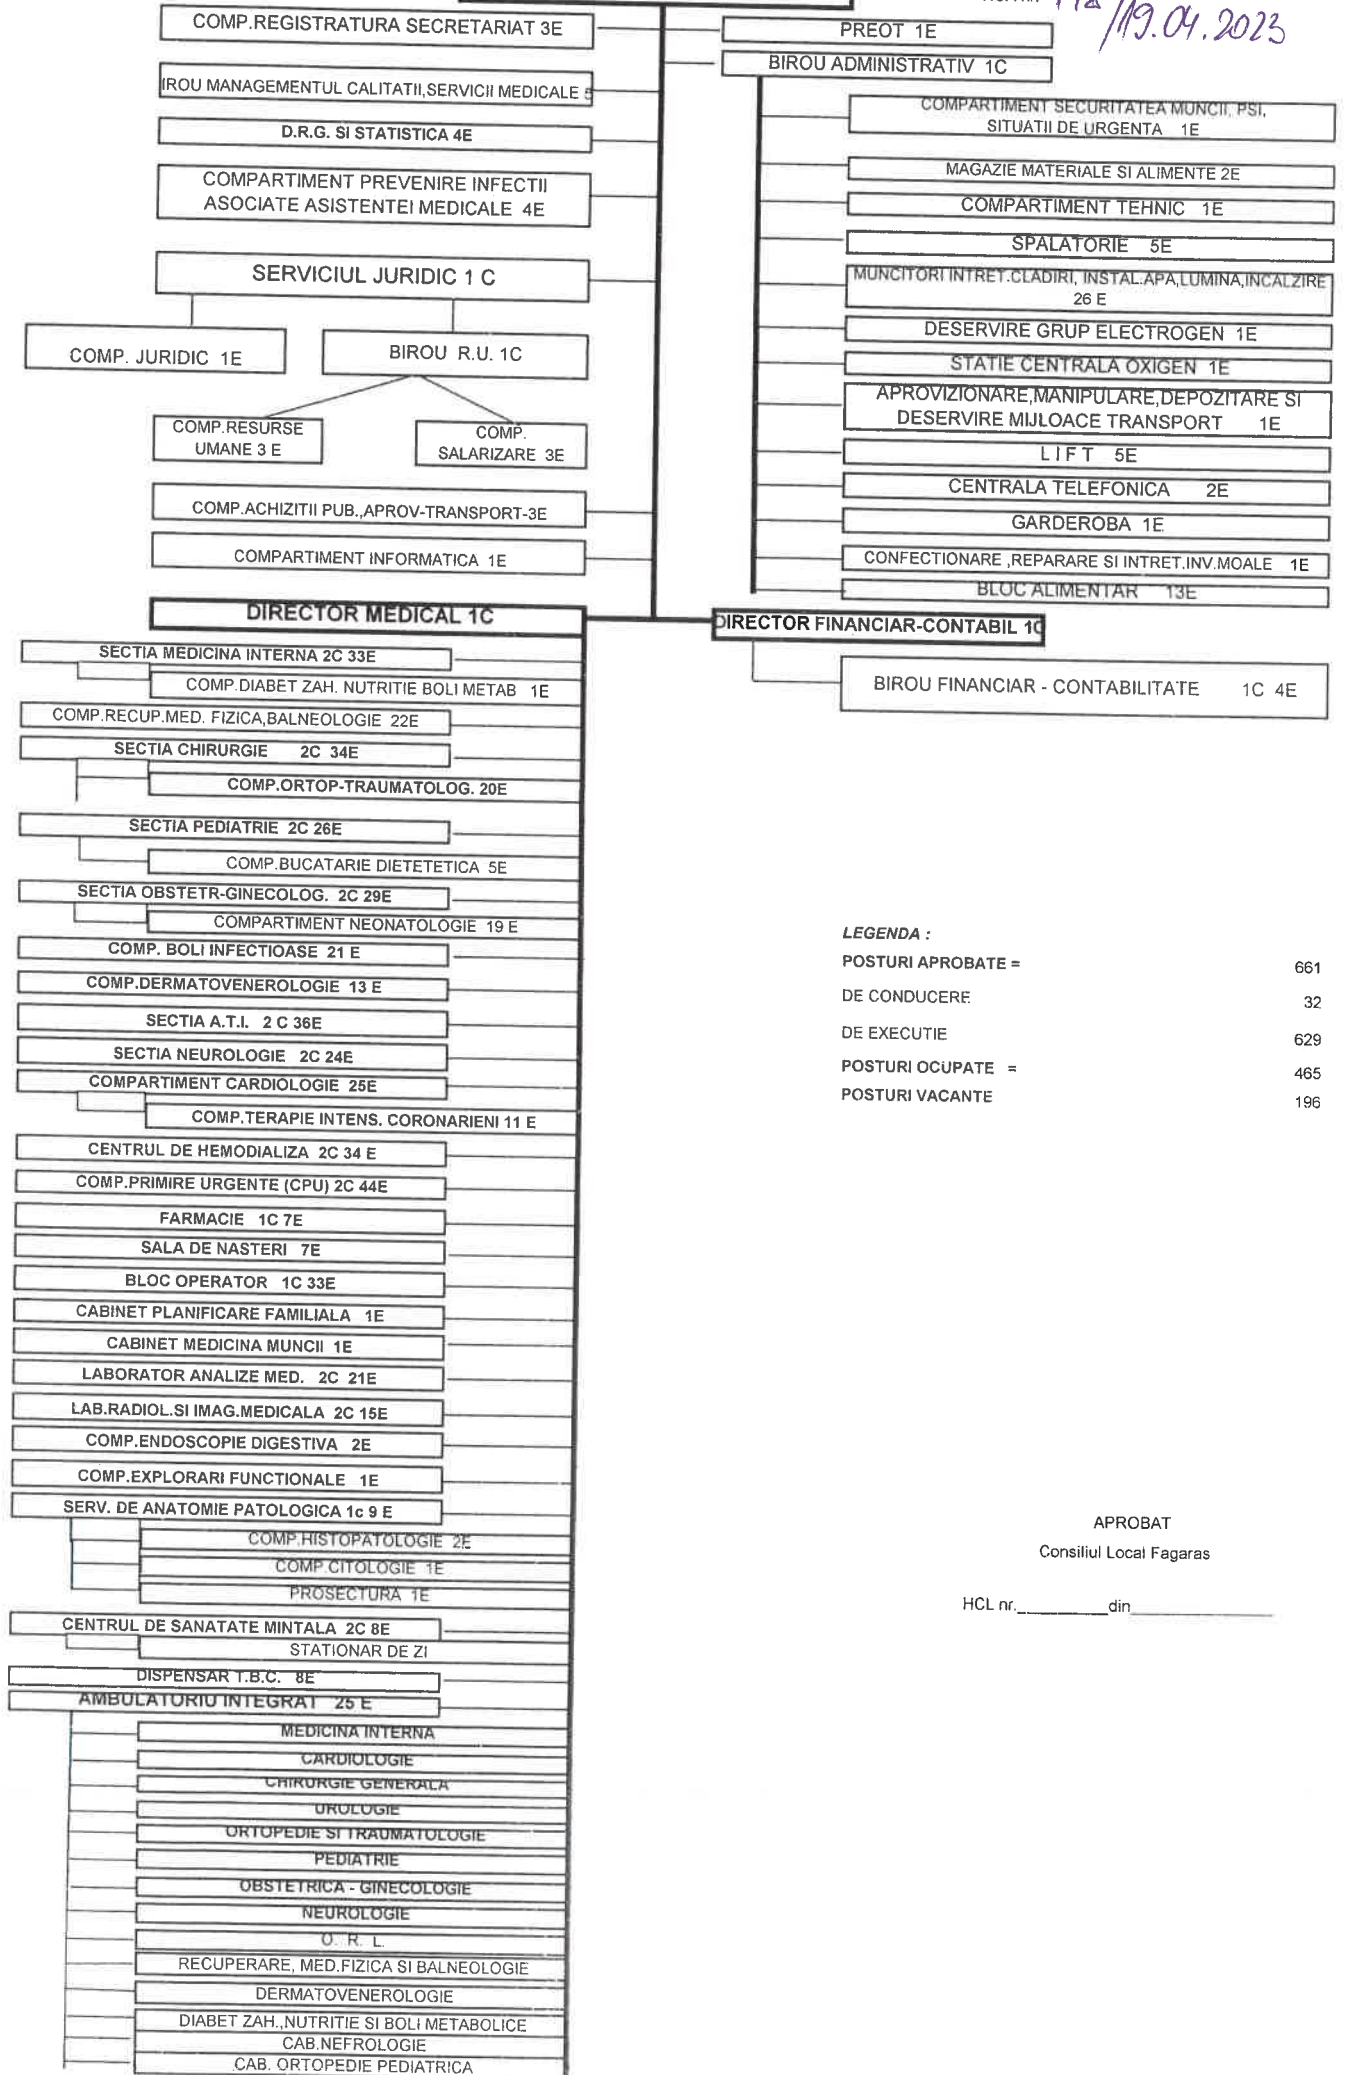 /19.04.2023
COMP.REGISTRATURA SECRETARIAT 3E
PREOT 1E
BIROU ADMINISTRATIV 1C
IROU MANAGEMENTUL CALITATII,SERVICII MEDICALE
D.R.G. SI STATISTICA 4E
COMPARTIMENT PREVENIRE INFECTII
ASOCIATE ASISTENTEI MEDICALE 4E
SERVICIUL JURIDIC 1 C
COMP. JURIDIC 1E
BIROU R.U. 1C
COMP.RESURSE
UMANE 3 E
COMP.
SALARIZARE 3E
COMP.ACHIZITII PUB.,APROV-TRANSPORT-3E
COMPARTIMENT INFORMATICA 1E
COMPARTIMENT SECURITATEA MUNCII, PSI,
SITUATII DE URGENTA 1E
MAGAZIE MATERIALE SI ALIMENTE 2E
COMPARTIMENT TEHNIC 1E
SPALATORIE 5E
MUNCITORI INTRET.CLADIRI, INSTAL.APA,LUMINA,INCALZIRE
26 E
DESERVIRE GRUP ELECTROGEN 1E
STATIE CENTRALA OXIGEN 1E
APROVIZIONARE,MANIPULARE,DEPOZITARE SI
DESERVIRE MIJLOACE TRANSPORT 1E
L I F T 5E
CENTRALA TELEFONICA 2E
GARDEROBA 1E
CONFECTIONARE ,REPARARE SI INTRET.INV.MOALE 1E
BLOC ALIMENTAR 13E
DIRECTOR MEDICAL 1C
DIRECTOR FINANCIAR-CONTABIL 1C
BIROU FINANCIAR - CONTABILITATE 1C 4E
SECTIA MEDICINA INTERNA 2C 33E
COMP.DIABET ZAH. NUTRITIE BOLI METAB 1E
COMP.RECUP.MED. FIZICA,BALNEOLOGIE 22E
SECTIA CHIRURGIE 2C 34E
COMP.ORTOP-TRAUMATOLOG. 20E
SECTIA PEDIATRIE 2C 26E
COMP.BUCATARIE DIETETETICA 5E
SECTIA OBSTETR-GINECOLOG. 2C 29E
COMPARTIMENT NEONATOLOGIE 19 E
COMP. BOLI INFECTIOASE 21 E
COMP.DERMATOVENEROLOGIE 13 E
SECTIA A.T.I. 2 C 36E
SECTIA NEUROLOGIE 2C 24E
COMPARTIMENT CARDIOLOGIE 25E
COMP.TERAPIE INTENS. CORONARIENI 11 E
CENTRUL DE HEMODIALIZA 2C 34 E
COMP.PRIMIRE URGENTE (CPU) 2C 44E
FARMACIE 1C 7E
SALA DE NASTERI 7E
BLOC OPERATOR 1C 33E
CABINET PLANIFICARE FAMILIALA 1E
CABINET MEDICINA MUNCII 1E
LABORATOR ANALIZE MED. 2C 21E
LAB.RADIOL.SI IMAG.MEDICALA 2C 15E
COMP.ENDOSCOPIE DIGESTIVA 2E
COMP.EXPLORARI FUNCTIONALE 1E
SERV. DE ANATOMIE PATOLOGICA 1c 9 E
COMP.HISTOPATOLOGIE 2E
COMP.CITOLOGIE 1E
PROSECTURA 1E
CENTRUL DE SANATATE MINTALA 2C 8E
STATIONAR DE ZI
DISPENSAR T.B.C. 8E
AMBULATORIU INTEGRAT 25 E
MEDICINA INTERNA
CARDIOLOGIE
CHIRURGIE GENERALA
UROLOGIE
ORTOPEDIE SI TRAUMATOLOGIE
PEDIATRIE
OBSTETRICA - GINECOLOGIE
NEUROLOGIE
O. R. L.
RECUPERARE, MED.FIZICA SI BALNEOLOGIE
DERMATOVENEROLOGIE
DIABET ZAH.,NUTRITIE SI BOLI METABOLICE
CAB.NEFROLOGIE
CAB. ORTOPEDIE PEDIATRICA
LEGENDA :
POSTURI APROBATE = 661
DE CONDUCERE 32
DE EXECUTIE 629
POSTURI OCUPATE = 465
POSTURI VACANTE 196
APROBAT
Consiliul Local Fagaras
HCL nr.__________din__________